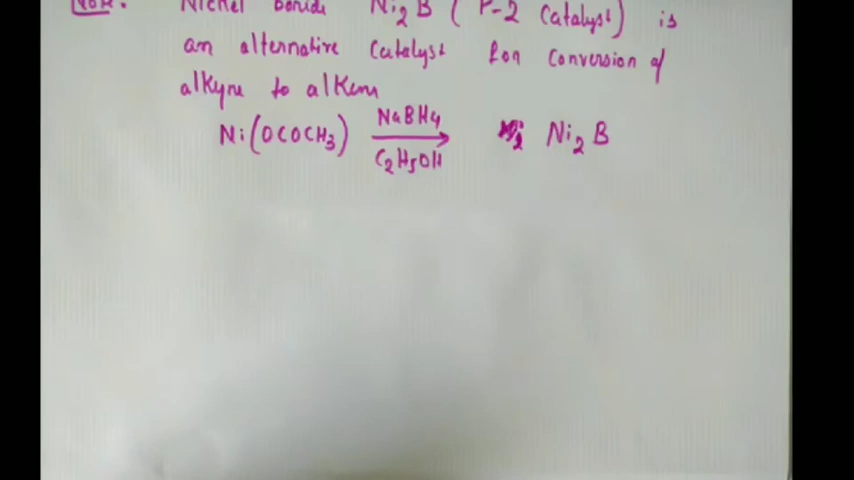 Note: Nickel boride Ni₂B ( P-2 Catalyst) is
an alternative Catalyst for Conversion of
alkyne to alkene
Ni(OCOCH₃) NaBH₄ C₂H₅OH → Ni₂B